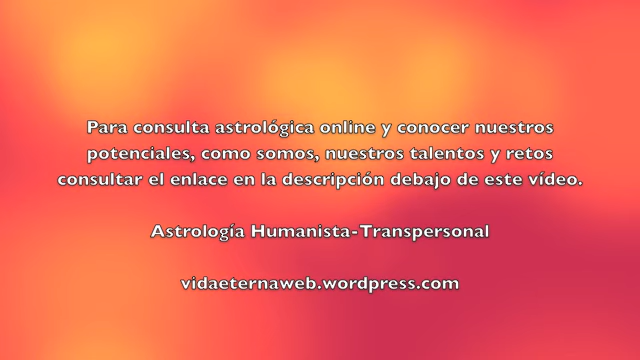 Para consulta astrológica online y conocer nuestros
potenciales, como somos, nuestros talentos y retos
consultar el enlace en la descripción debajo de este vídeo.
Astrología Humanista-Transpersonal
vidaeternaweb.wordpress.com